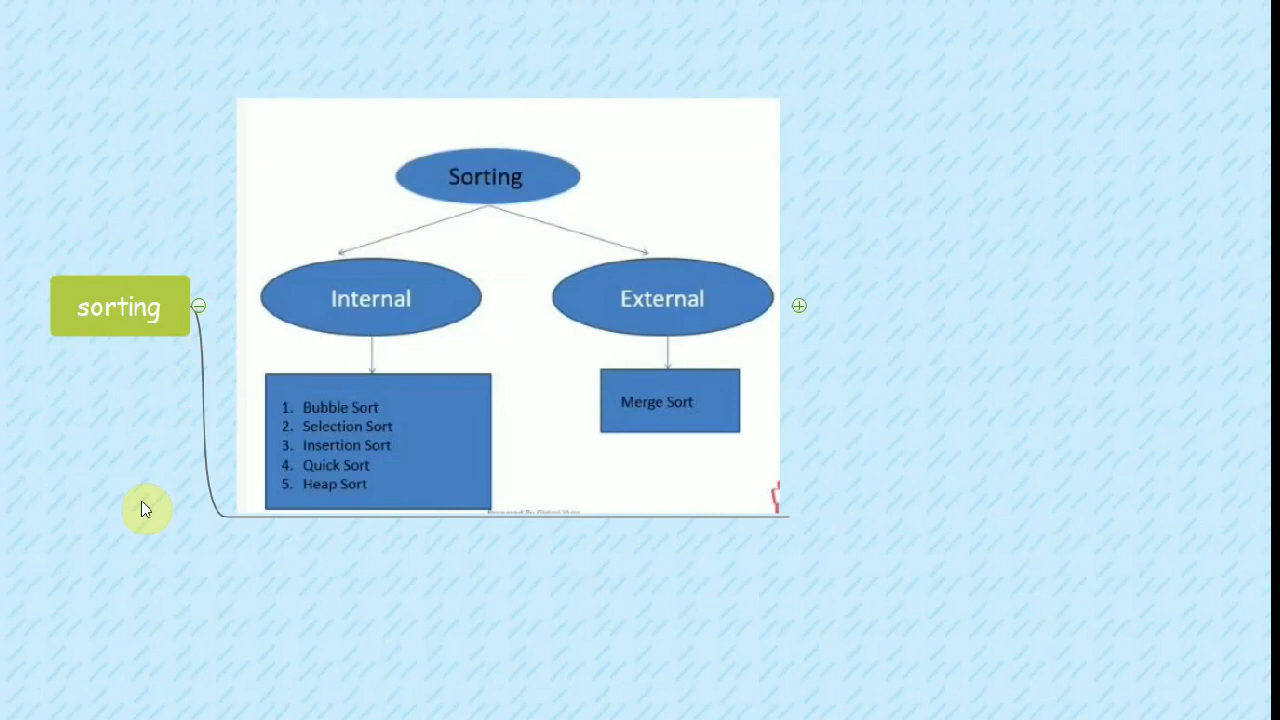 Sorting
Internal
External
sorting
1. Bubble Sort
2. Selection Sort
3. Insertion Sort
4. Quick Sort
5. Heap Sort
Merge Sort